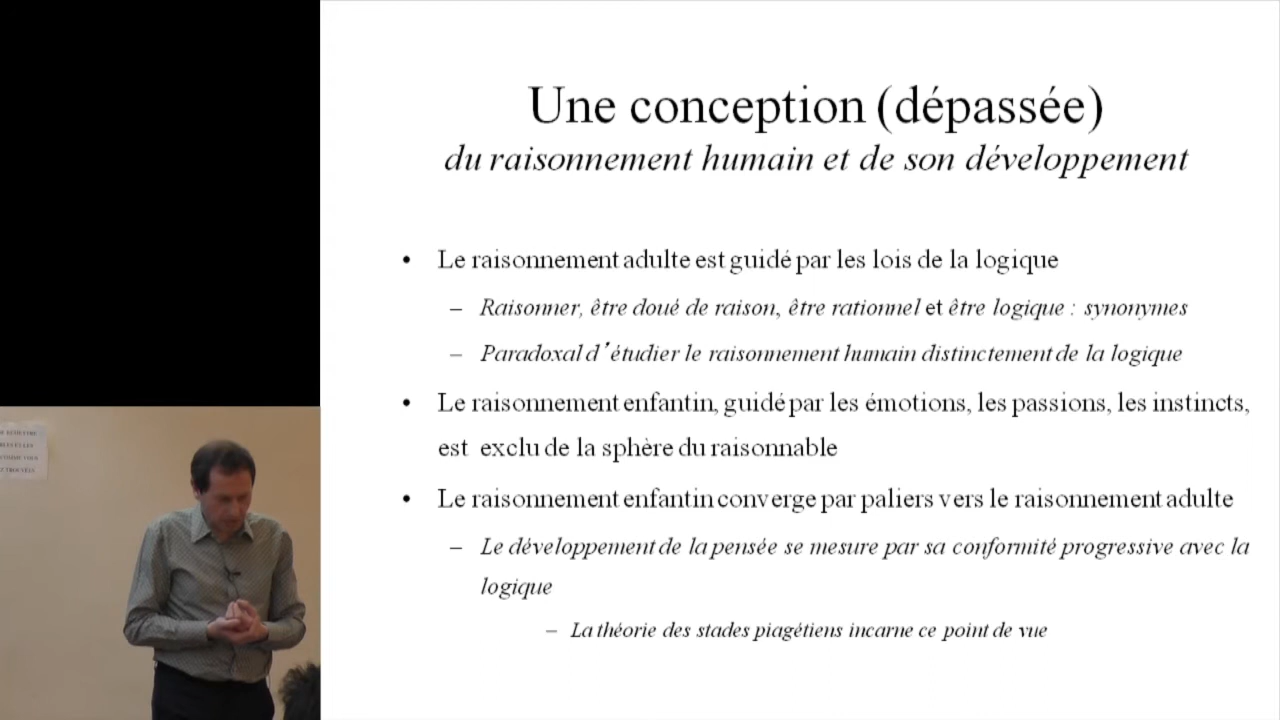 Une conception (dépassée)
du raisonnement humain et de son développement
• Le raisonnement adulte est guidé par les lois de la logique
– Raisonner, être doué de raison, être rationnel et être logique : synonymes
– Paradoxal d'étudier le raisonnement humain distinctement de la logique
• Le raisonnement enfantin, guidé par les émotions, les passions, les instincts,
est exclu de la sphère du raisonnable
• Le raisonnement enfantin converge par paliers vers le raisonnement adulte
– Le développement de la pensée se mesure par sa conformité progressive avec la
logique
– La théorie des stades piagétiens incarne ce point de vue